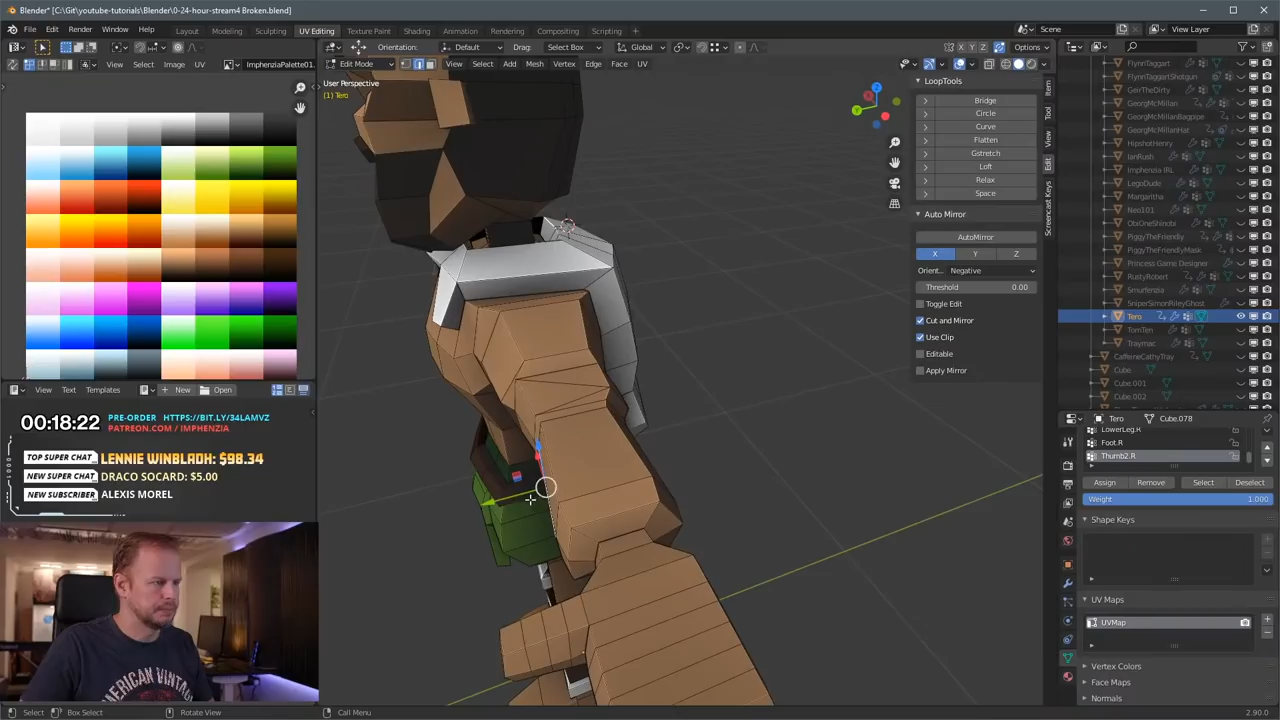 Blender* [C:\Git\youtube-tutorials\Blender\0-24-hour-stream4 Broken.blend]
File Edit Render Window Help Layout Modeling Sculpting UV Editing Texture Paint Shading Animation Rendering Compositing Scripting + Scene View Layer
Orientation: Default Drag: Select Box Global X Y Z Options
View Select Image UV ImphenziaPalette01. Edit Mode View Select Add Mesh Vertex Edge Face UV
User Perspective
(1) Tero
LoopTools
Bridge
Circle
Curve
Flatten
Gstretch
Loft
Relax
Space
Auto Mirror
AutoMirror
X Y Z
Orient.. Negative
Threshold 0.00
Toggle Edit
Cut and Mirror
Use Clip
Editable
Apply Mirror
Item
Tool
View
Edit
Screencast Keys
FlynnTaggart
FlynnTaggartShotgun
GeirTheDirty
GeorgMcMillan
GeorgMcMillanBagpipe
GeorgMcMillanHat
HipshotHenry
IanRush
Imphenzia IRL
LegoDude
Margaritha
Neo101
ObiOneShinobi
PiggyTheFriendly
PiggyTheFriendlyMask
Princess Game Designer
RustyRobert
Smurfenzia
SniperSimonRileyGhost
Tero
TomTen
Traymac
CaffeineCathyTray
Cube
Cube.001
Cube.002
Tero Cube.078
LowerLeg.R
Foot.R
Thumb2.R
Assign Remove Select Deselect
Weight 1.000
Shape Keys
UV Maps
UVMap
Vertex Colors
Face Maps
Normals
View Text Templates + New Open
00:18:22 PRE-ORDER HTTPS://BIT.LY/34LAMVZ
PATREON.COM / IMPHENZIA
TOP SUPER CHAT LENNIE WINBLADH: $98.34
NEW SUPER CHAT DRACO SOCARD: $5.00
NEW SUBSCRIBER ALEXIS MOREL
Select Box Select Rotate View Call Menu 2.90.0